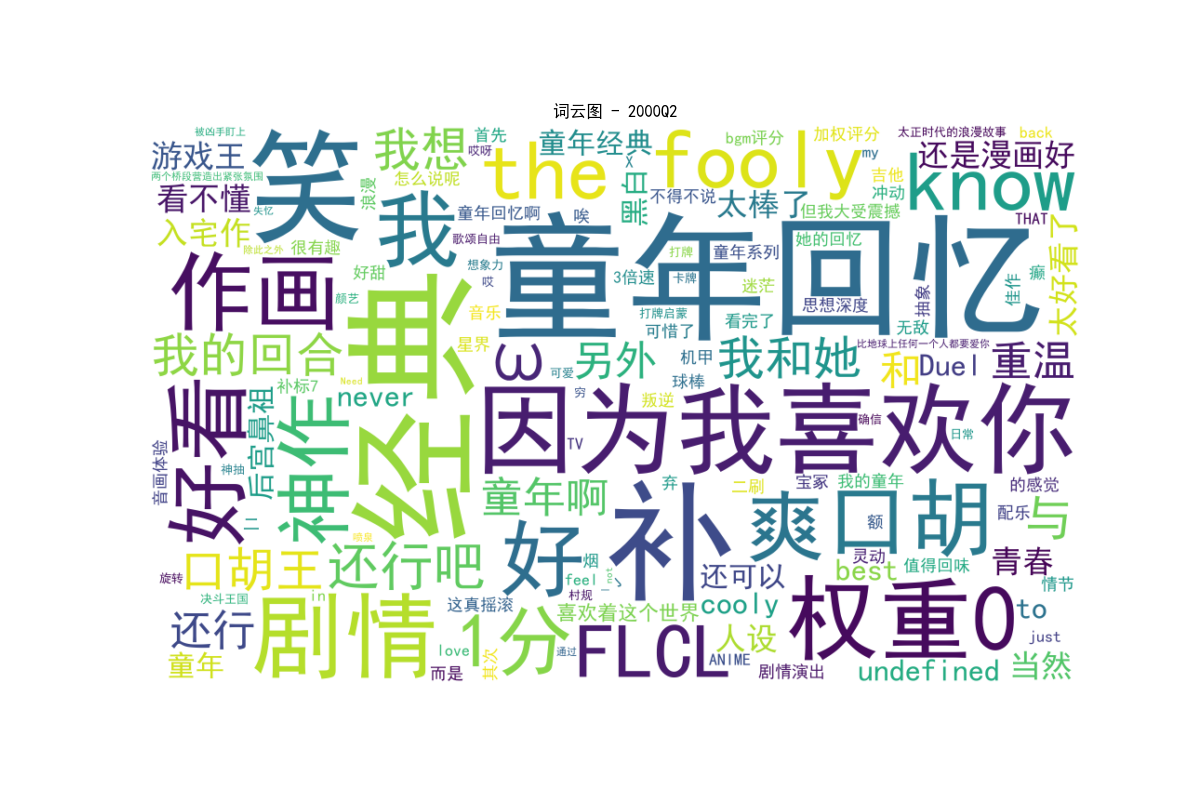 词云图 - 2000Q2
被凶手盯上
游戏王
两个桥段营造出紧张氛围
看不懂
失忆
入宅作
除此之外
很有趣
笑
我想
首先
哎呀
怎么说呢
浪漫
我
童年经典
the
童年回忆啊
唉
歌颂自由
x
黑白
fooly
bgm评分
加权评分
my
吉他
冲动
不得不说
太棒了
但我大受震撼
太正时代的浪漫故事
back
还是漫画好
know
THAT
太好看了
作画
好甜
颜艺
经典
想象力
哎
音乐
星界
童年回忆
打牌
卡牌
3倍速
打牌启蒙
可惜了
童年系列
迷茫
看完了
她的回忆
思想深度
抽象
无敌
佳作
癫
比地球上任何一个人都要爱你
我的回合
补标7
Need
never
ω
另外
可爱
机甲
球棒
我和她
和
Duel
重温
好看
后宫鼻祖
神作
音画体验
神抽
二
因为我喜欢你
穷
TV
叛逆
确信
日常
童年啊
弃
二刷
宝冢
我的童年
的感觉
配乐
与
喷泉
好
补
爽
口胡
额
灵动
值得回味
青春
情节
旋转
口胡王
还行吧
烟
feel
not
村规
还可以
best
决斗王国
in
还行
剧情
这真摇滚
喜欢着这个世界
cooly
权重0
to
just
童年
love
而是
其次
1分
通过
FLCL
ANIME
人设
剧情演出
undefined
当然